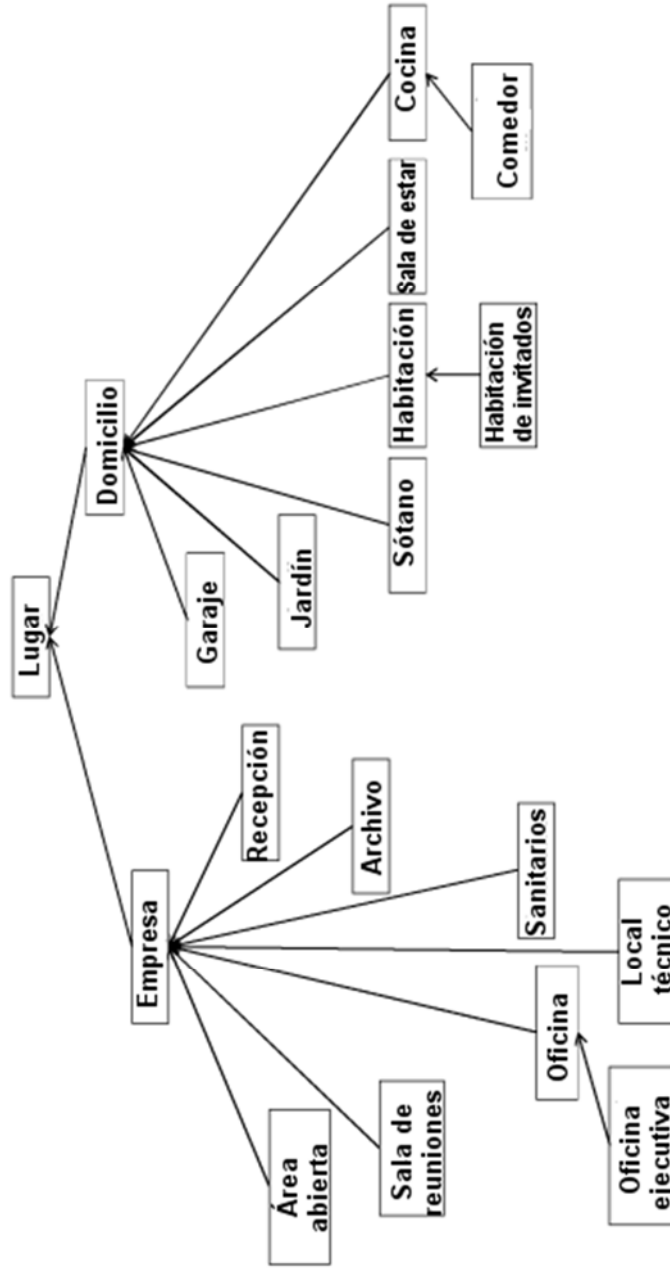 Lugar
Empresa
Domicilio
Área
abierta
Recepción
Garaje
Jardín
Sala de
reuniones
Archivo
Sótano
Habitación
Sala de estar
Cocina
Oficina
Sanitarios
Habitación
de invitados
Comedor
Oficina
ejecutiva
Local
técnico